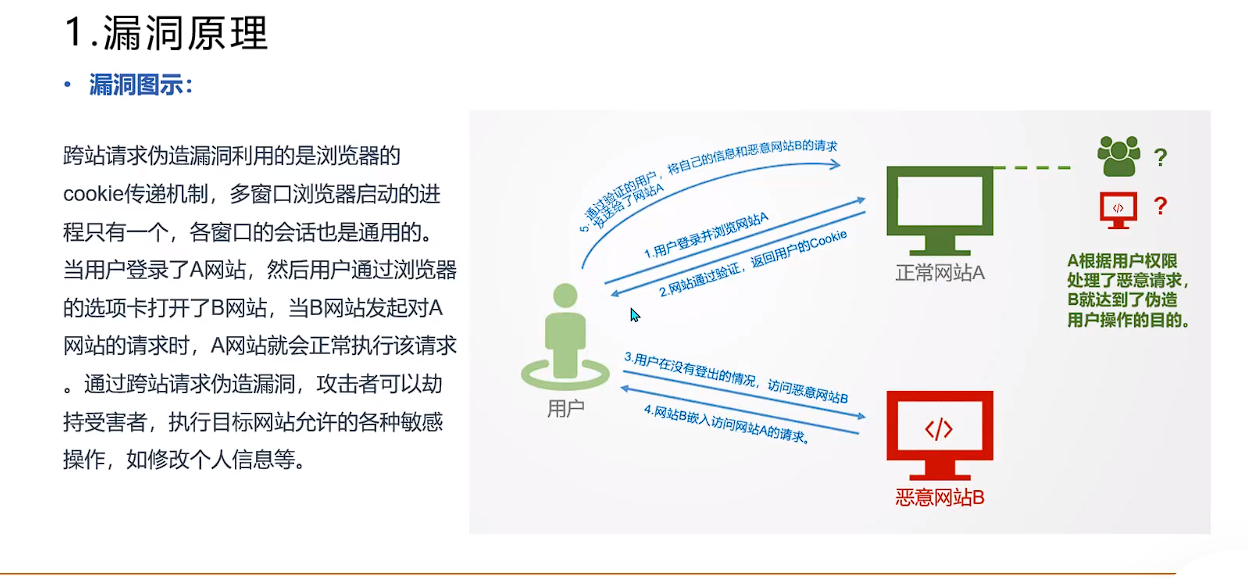 1.漏洞原理
• 漏洞图示：
跨站请求伪造漏洞利用的是浏览器的
cookie传递机制，多窗口浏览器启动的进
程只有一个，各窗口的会话也是通用的。
当用户登录了A网站，然后用户通过浏览器
的选项卡打开了B网站，当B网站发起对A
网站的请求时，A网站就会正常执行该请求
。通过跨站请求伪造漏洞，攻击者可以劫
持受害者，执行目标网站允许的各种敏感
操作，如修改个人信息等。
5、通过验证的用户，将自己的信息和恶意网站B的请求
发送给了网站A
1.用户登录并浏览网站A
2.网站通过验证，返回用户的Cookie
正常网站A
?
?
A根据用户权限
处理了恶意请求，
B就达到了伪造
用户操作的目的。
用户
3.用户在没有登出的情况，访问恶意网站B
4.网站B嵌入访问网站A的请求。
</>
</>
恶意网站B